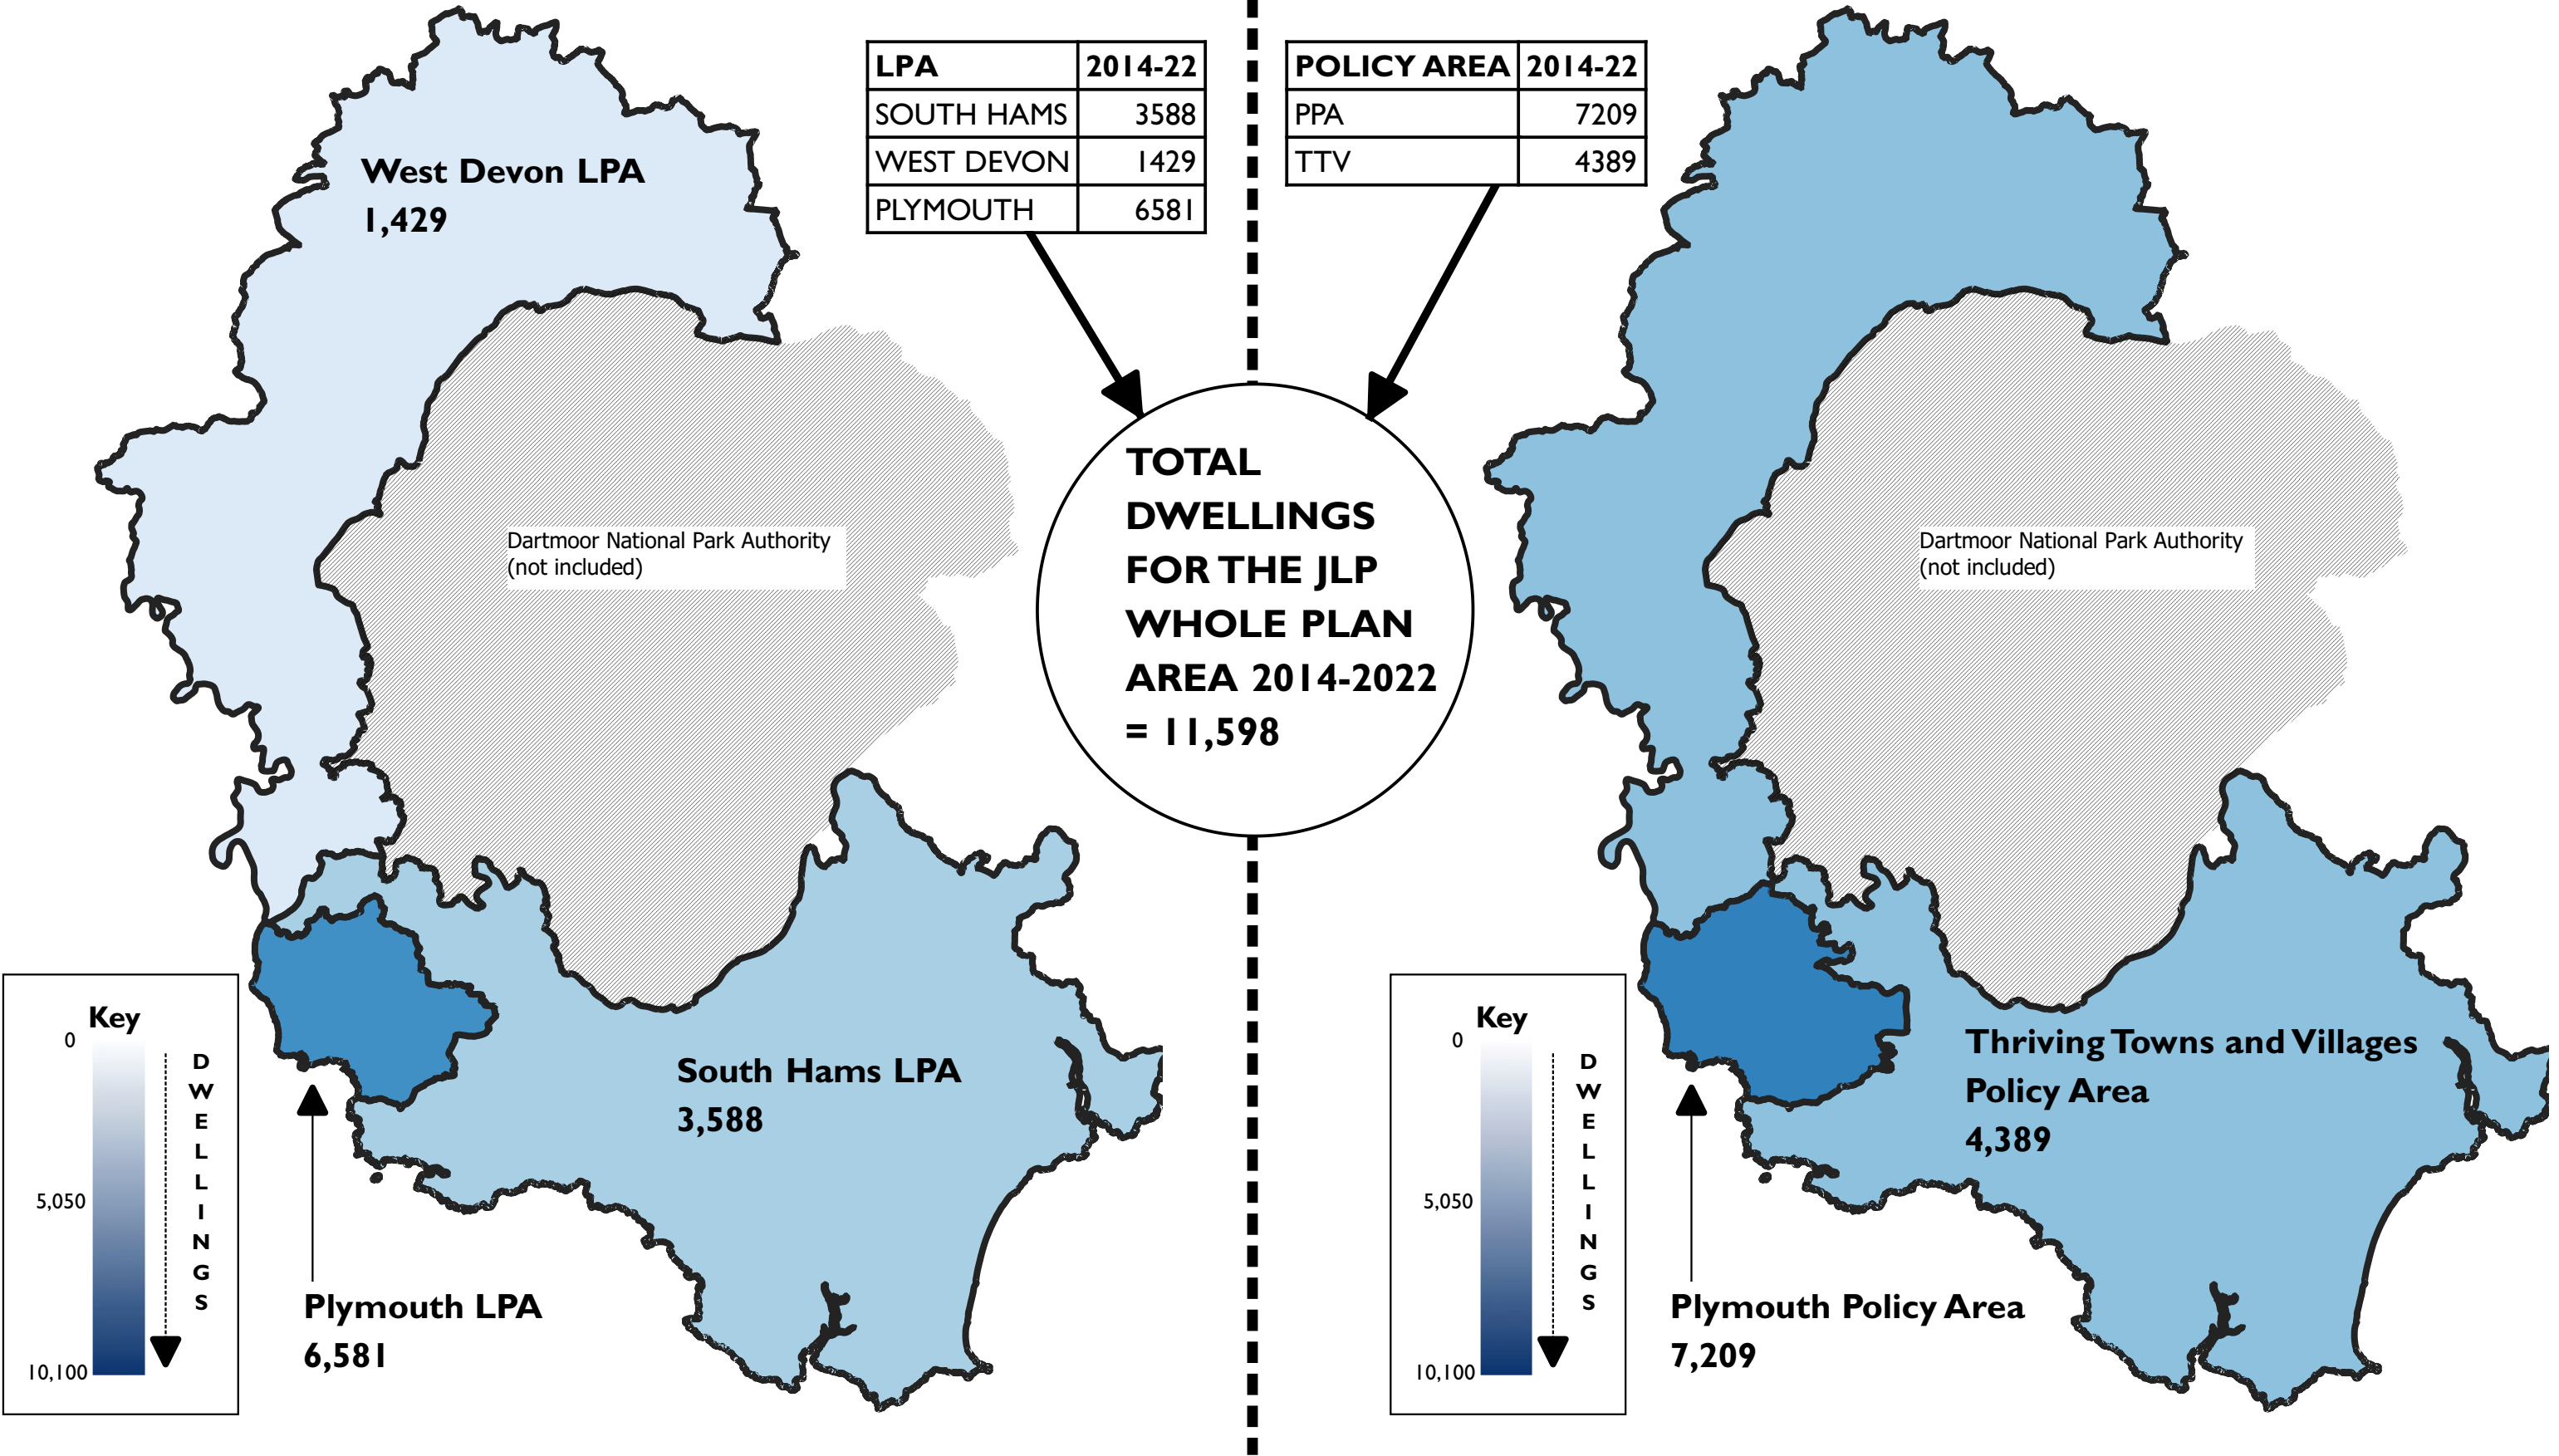 LPA 2014-22
SOUTH HAMS 3588
WEST DEVON 1429
PLYMOUTH 6581
POLICY AREA 2014-22
PPA 7209
TTV 4389
West Devon LPA
1,429
Dartmoor National Park Authority
(not included)
TOTAL
DWELLINGS
FOR THE JLP
WHOLE PLAN
AREA 2014-2022
= 11,598
Dartmoor National Park Authority
(not included)
South Hams LPA
3,588
Plymouth LPA
6,581
Key
0
5,050
10,100
DWELLINGS
Thriving Towns and Villages
Policy Area
4,389
Plymouth Policy Area
7,209
Key
0
5,050
10,100
DWELLINGS